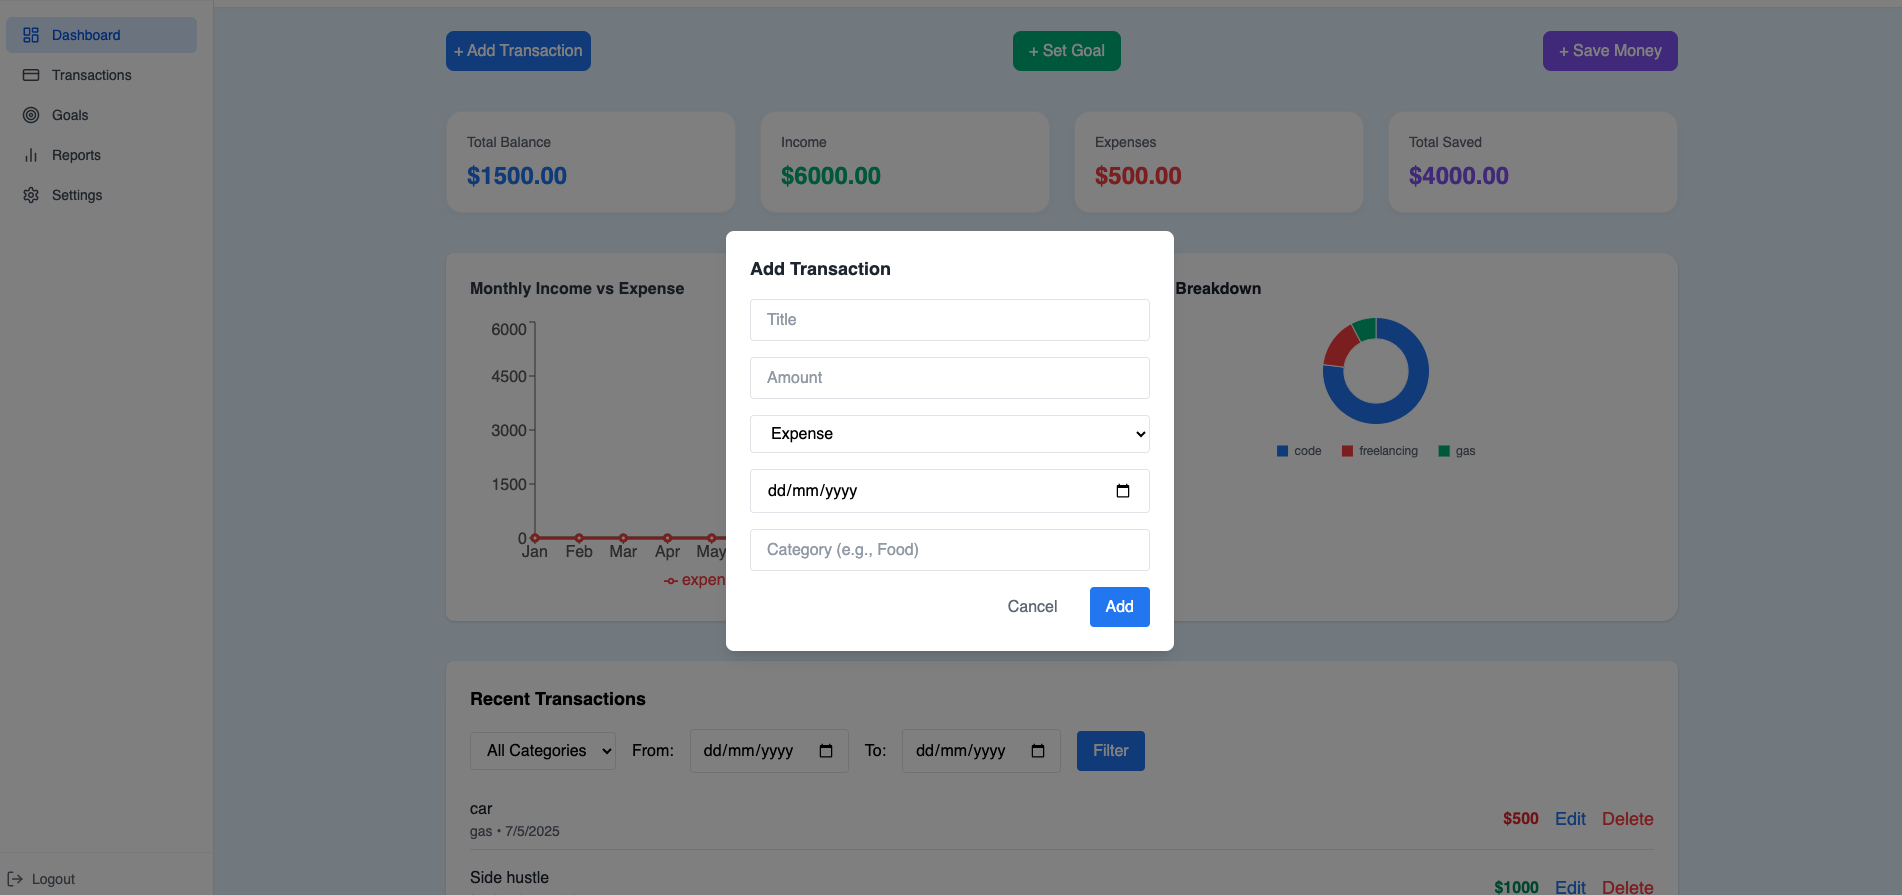 Dashboard
Transactions
Goals
Reports
Settings
Logout
+ Add Transaction
+ Set Goal
+ Save Money
Total Balance
$1500.00
Income
$6000.00
Expenses
$500.00
Total Saved
$4000.00
Monthly Income vs Expense
6000
4500
3000
1500
0
Jan Feb Mar Apr May
expen
Breakdown
code freelancing gas
Add Transaction
Title
Amount
Expense
dd/mm/yyyy
Category (e.g., Food)
Cancel Add
Recent Transactions
All Categories From: dd/mm/yyyy To: dd/mm/yyyy Filter
car
gas • 7/5/2025
$500 Edit Delete
Side hustle
$1000 Edit Delete